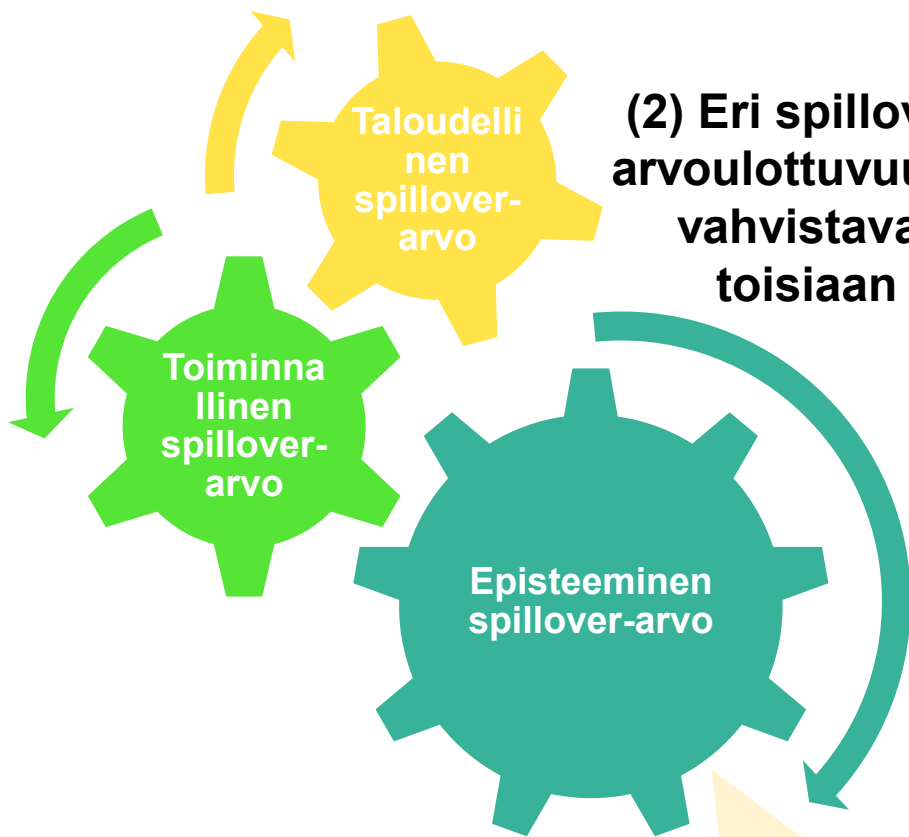 Taloudelli
nen
spillover-
arvo
(2) Eri spillov
arvoulottuvuu
vahvistava
toisiaan
Toiminna
llinen
spillover-
arvo
Episteeminen
spillover-arvo